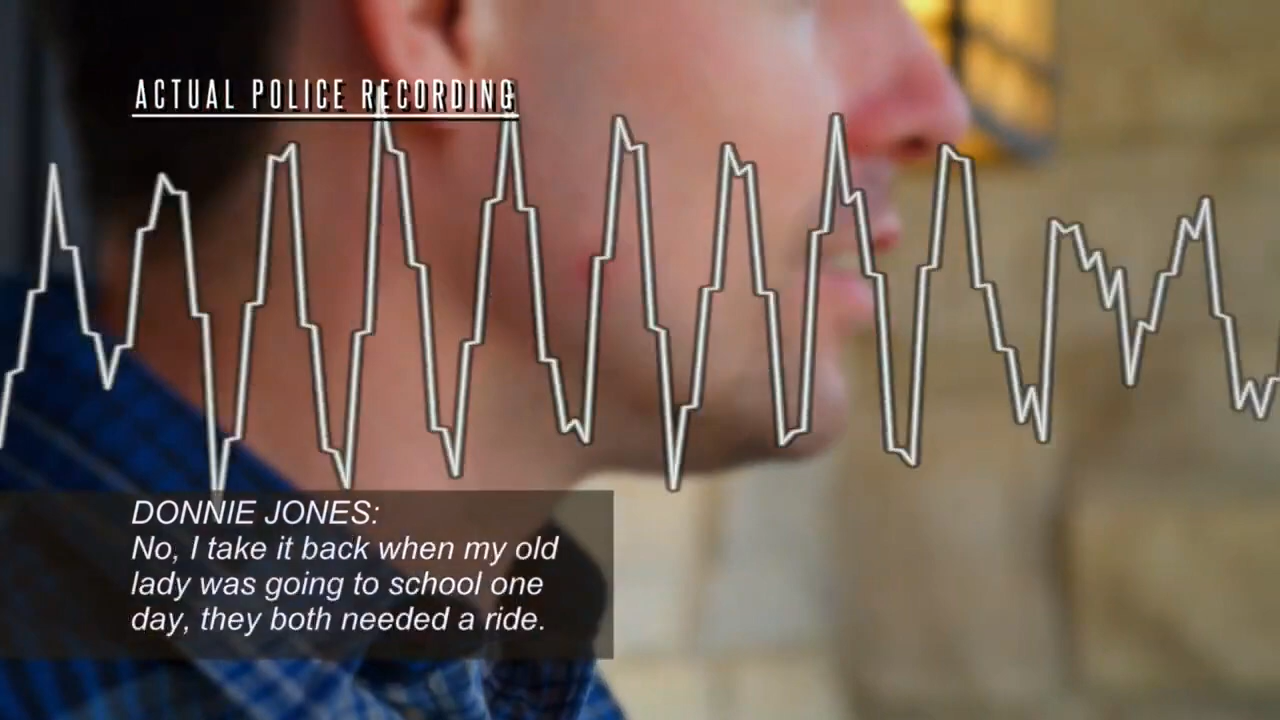 ACTUAL POLICE RECORDING
DONNIE JONES:
No, I take it back when my old
lady was going to school one
day, they both needed a ride.